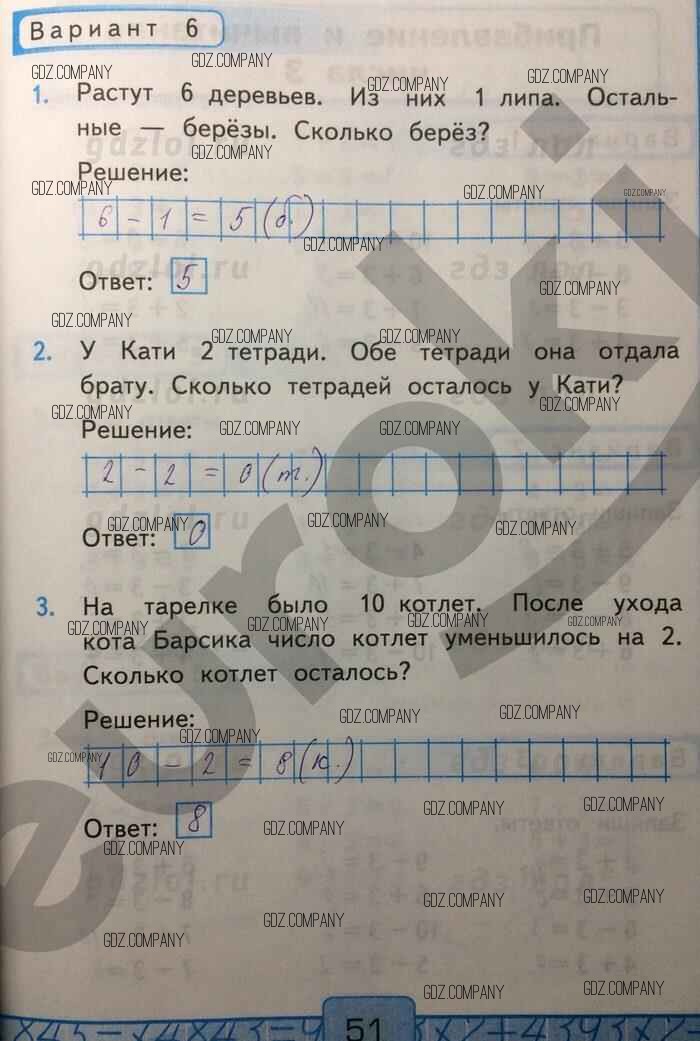 Вариант 6
1. Растут 6 деревьев. Из них 1 липа. Осталь-
ные — берёзы. Сколько берёз?
Решение:
6 - 1 = 5 (б.)
Ответ: 5
2. У Кати 2 тетради. Обе тетради она отдала
брату. Сколько тетрадей осталось у Кати?
Решение:
2 - 2 = 0 (т.)
Ответ: 0
3. На тарелке было 10 котлет. После ухода
кота Барсика число котлет уменьшилось на 2.
Сколько котлет осталось?
Решение:
10 - 2 = 8 (к.)
Ответ: 8
51
GDZ.COMPANY
euroki